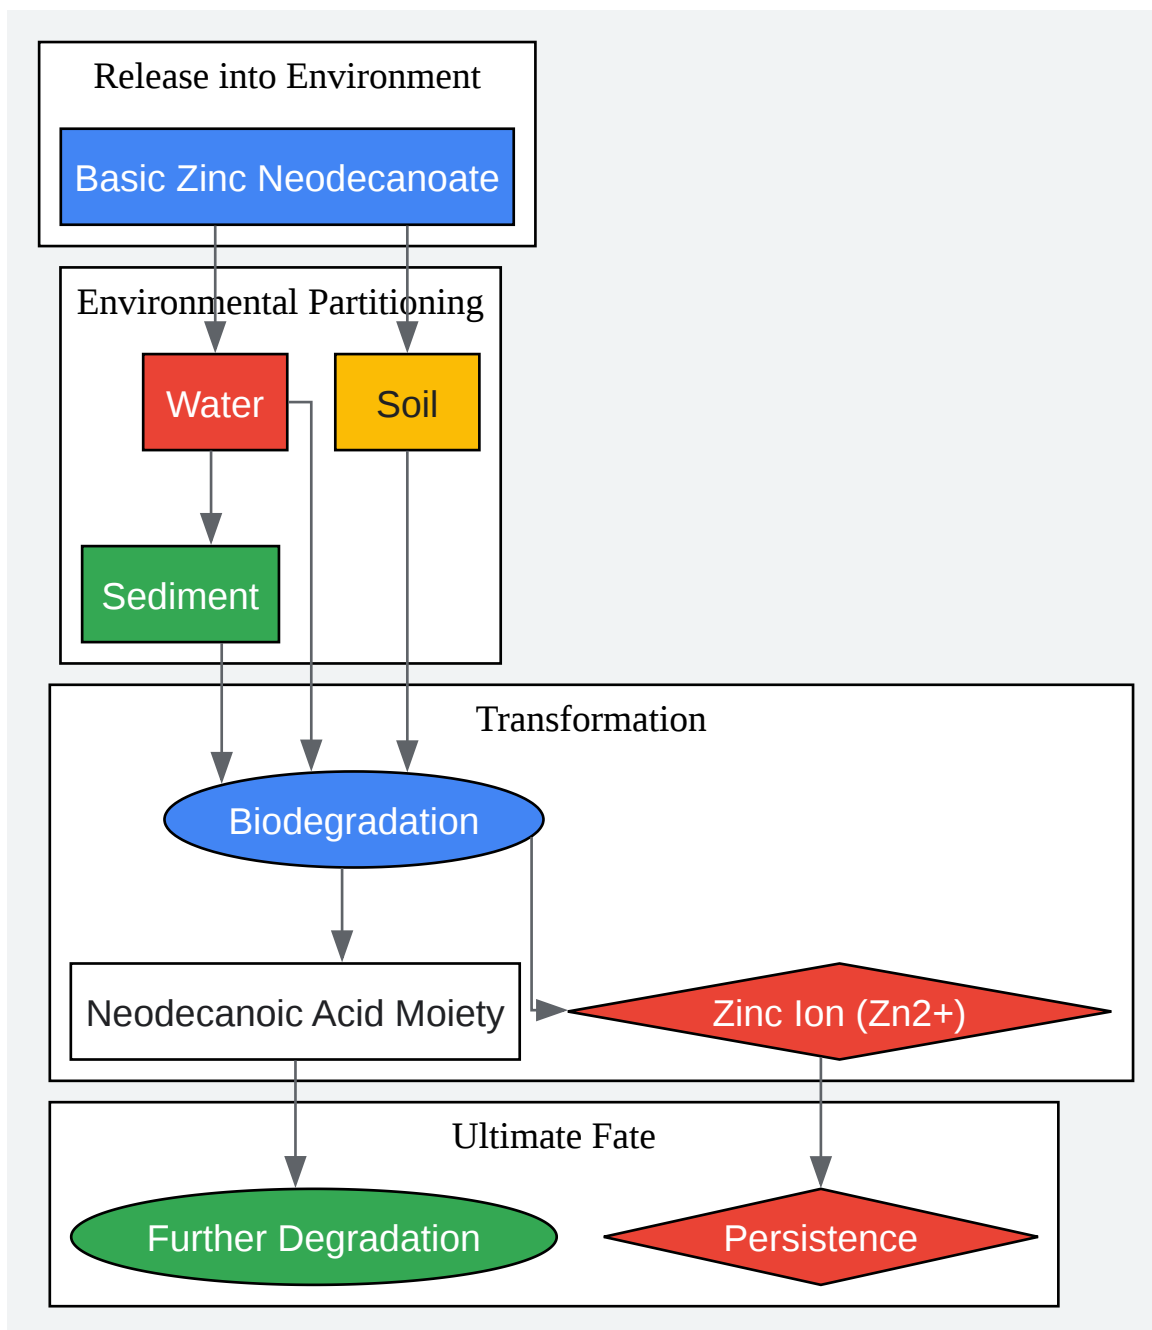 Release into Environment
Basic Zinc Neodecanoate
Environmental Partitioning
Water
Soil
Sediment
Transformation
Biodegradation
Neodecanoic Acid Moiety
Zinc Ion (Zn2+)
Ultimate Fate
Further Degradation
Persistence